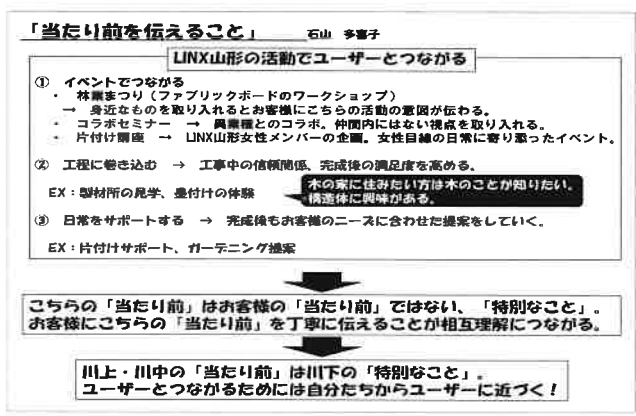 「当たり前を伝えること」 石山 多喜子
LINX山形の活動でユーザーとつながる
① イベントでつながる
・ 林業まつり（ファブリックボードのワークショップ）
→ 身近なものを取り入れるとお客様にこちらの活動の意図が伝わる。
・ コラボセミナー → 異業種とのコラボ。仲間内にはない視点を取り入れる。
・ 片付け講座 → LINX山形女性メンバーの企画。女性目線の日常に寄り添ったイベント。
② 工程に巻き込む → 工事中の信頼関係、完成後の満足度を高める。
EX：製材所の見学、墨付けの体験
木の家に住みたい方は木のことが知りたい。
構造体に興味がある。
③ 日常をサポートする → 完成後もお客様のニーズに合わせた提案をしていく。
EX：片付けサポート、ガーデニング提案
こちらの「当たり前」はお客様の「当たり前」ではない、「特別なこと」。
お客様にこちらの「当たり前」を丁寧に伝えることが相互理解につながる。
川上・川中の「当たり前」は川下の「特別なこと」。
ユーザーとつながるためには自分たちからユーザーに近づく！